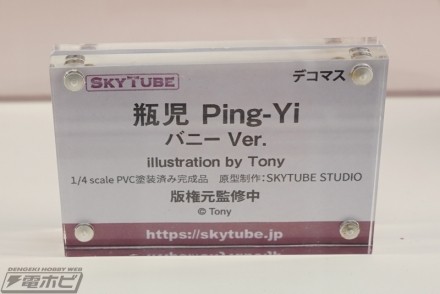 SKYTUBE
デコマス
瓶児 Ping-Yi
バニー Ver.
illustration by Tony
1/4 scale PVC塗装済み完成品 原型制作：SKYTUBE STUDIO
版権元監修中
© Tony
https://skytube.jp
DENGEKI HOBBY WEB
電ホビ